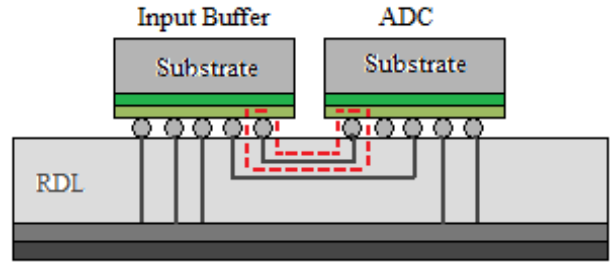 Input Buffer
ADC
Substrate
Substrate
RDL